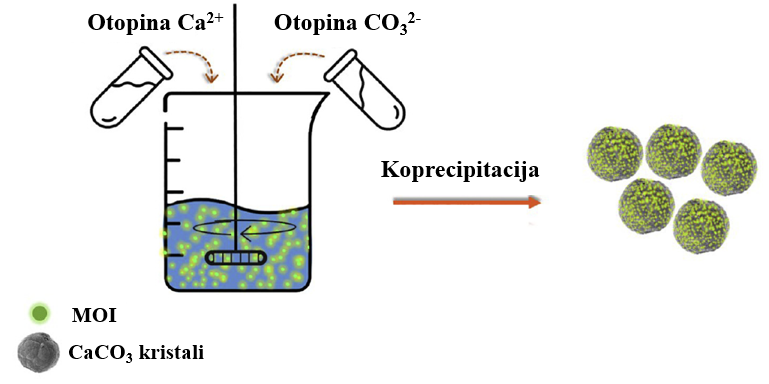 Otopina Ca²⁺
Otopina CO₃²⁻
Koprecipitacija
MOI
CaCO₃ kristali